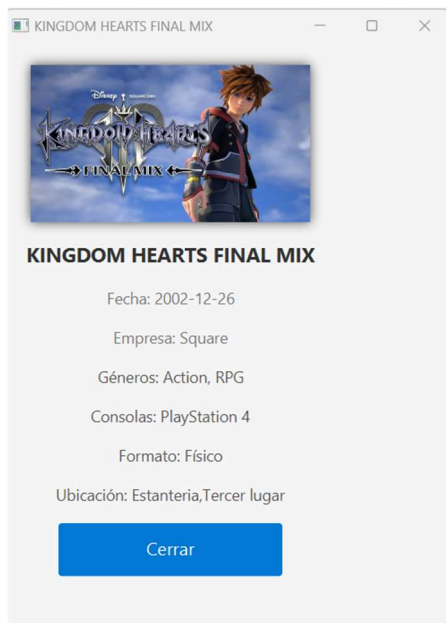 KINGDOM HEARTS FINAL MIX
Disney SQUARE ENIX
KINGDOM HEARTS
III
FINAL MIX
KINGDOM HEARTS FINAL MIX
Fecha: 2002-12-26
Empresa: Square
Géneros: Action, RPG
Consolas: PlayStation 4
Formato: Físico
Ubicación: Estanteria,Tercer lugar
Cerrar